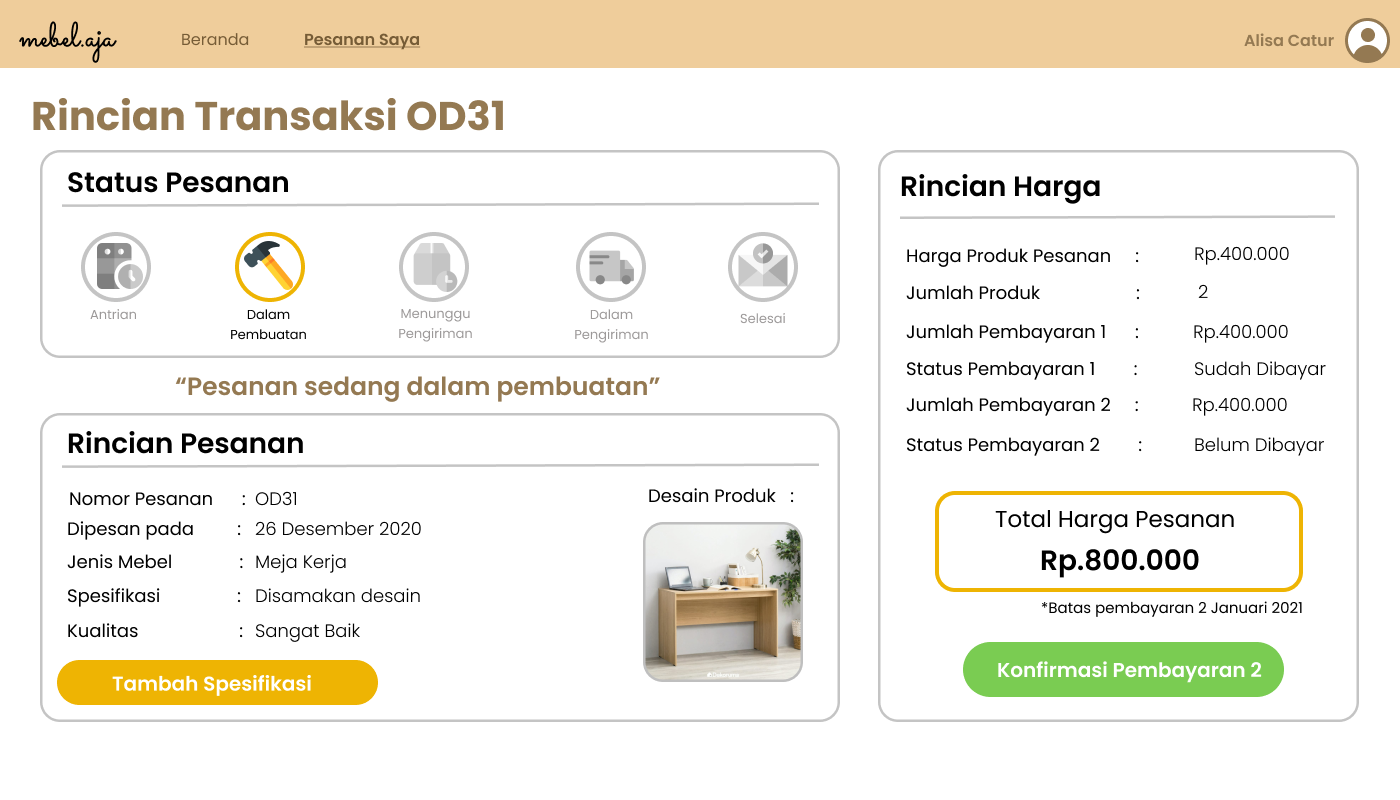 mebel.aja
Beranda
Pesanan Saya
Alisa Catur
Rincian Transaksi OD31
Status Pesanan
Antrian
Dalam
Pembuatan
Menunggu
Pengiriman
Dalam
Pengiriman
Selesai
“Pesanan sedang dalam pembuatan”
Rincian Pesanan
Nomor Pesanan : OD31
Dipesan pada : 26 Desember 2020
Jenis Mebel : Meja Kerja
Spesifikasi : Disamakan desain
Kualitas : Sangat Baik
Tambah Spesifikasi
Desain Produk :
Rincian Harga
Harga Produk Pesanan : Rp.400.000
Jumlah Produk : 2
Jumlah Pembayaran 1 : Rp.400.000
Status Pembayaran 1 : Sudah Dibayar
Jumlah Pembayaran 2 : Rp.400.000
Status Pembayaran 2 : Belum Dibayar
Total Harga Pesanan
Rp.800.000
*Batas pembayaran 2 Januari 2021
Konfirmasi Pembayaran 2